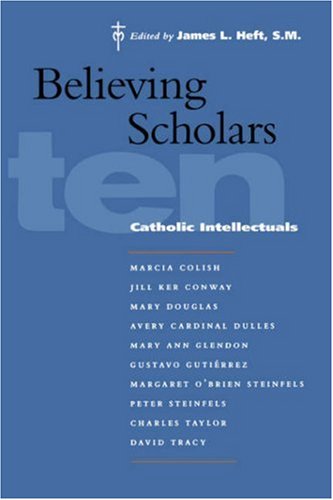 Edited by James L. Heft, S.M.
Believing
Scholars
ten
Catholic Intellectuals
MARCIA COLISH
JILL KER CONWAY
MARY DOUGLAS
AVERY CARDINAL DULLES
MARY ANN GLENDON
GUSTAVO GUTIÉRREZ
MARGARET O'BRIEN STEINFELS
PETER STEINFELS
CHARLES TAYLOR
DAVID TRACY